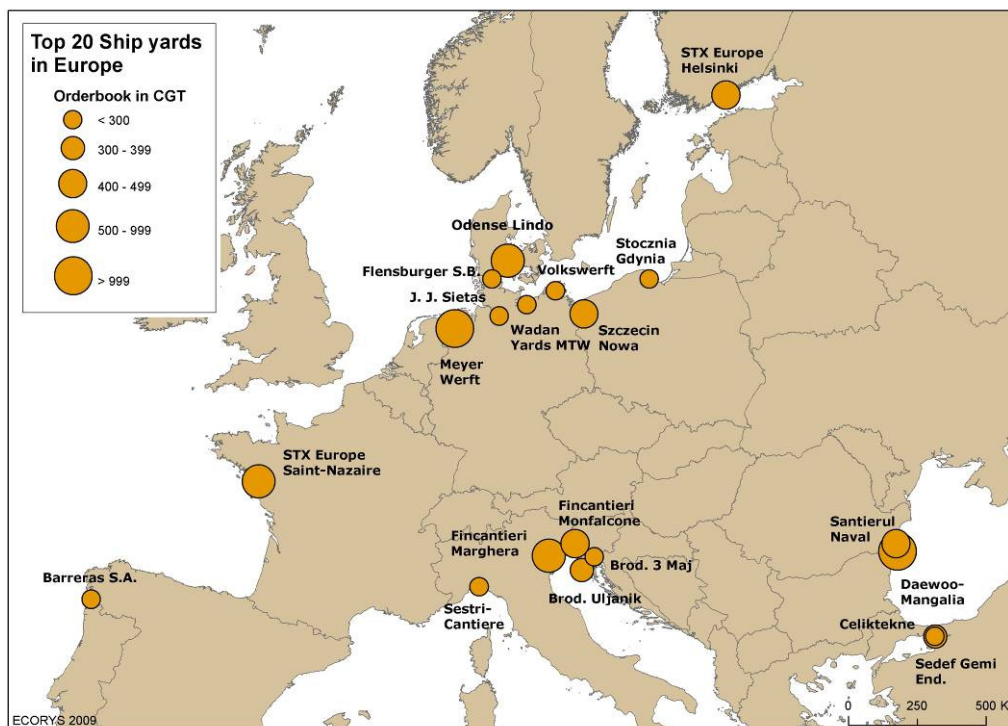 Top 20 Ship yards
in Europe
Orderbook in CGT
< 300
300 - 399
400 - 499
500 - 999
> 999
STX Europe
Helsinki
Odense Lindo
Stocznia
Gdynia
Flensburger S.B.
Volkswerft
J. J. Sietas
Wadan
Yards MTW
Szczecin
Nowa
Meyer
Werft
STX Europe
Saint-Nazaire
Fincantieri
Monfalcone
Fincantieri
Marghera
Santierul
Naval
Brod. 3 Maj
Barreras S.A.
Brod. Uljanik
Daewoo-
Mangalia
Sestri-
Cantiere
Celiktekne
Sedef Gemi
End.
0 250 500 K
ECORYS 2009